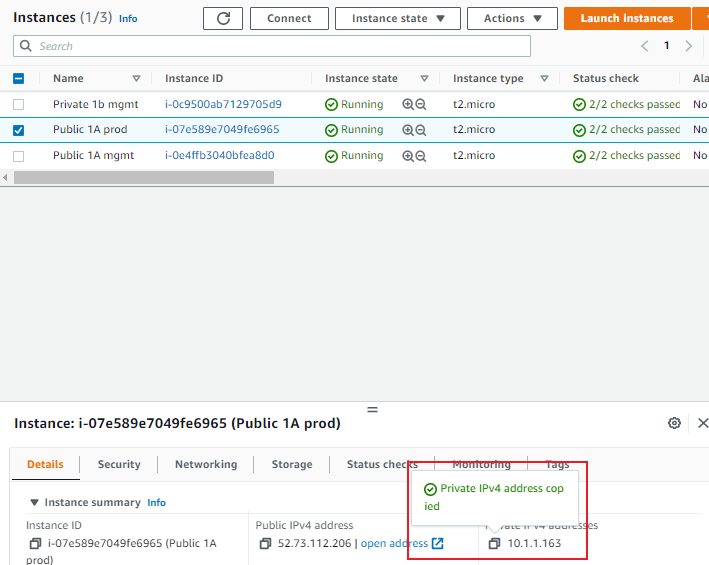 Instances (1/3) Info Connect Instance state Actions Launch instances
Search 1
Name Instance ID Instance state Instance type Status check Ala
Private 1b mgmt i-0c9500ab7129705d9 Running t2.micro 2/2 checks passed No
Public 1A prod i-07e589e7049fe6965 Running t2.micro 2/2 checks passed No
Public 1A mgmt i-0e4ffb3040bfea8d0 Running t2.micro 2/2 checks passed No
Instance: i-07e589e7049fe6965 (Public 1A prod)
Details Security Networking Storage Status checks Monitoring Tags
Private IPv4 address cop
ied
Instance summary Info
Instance ID Public IPv4 address Private IPv4 addresses
i-07e589e7049fe6965 (Public 1A 52.73.112.206 | open address 10.1.1.163
prod)